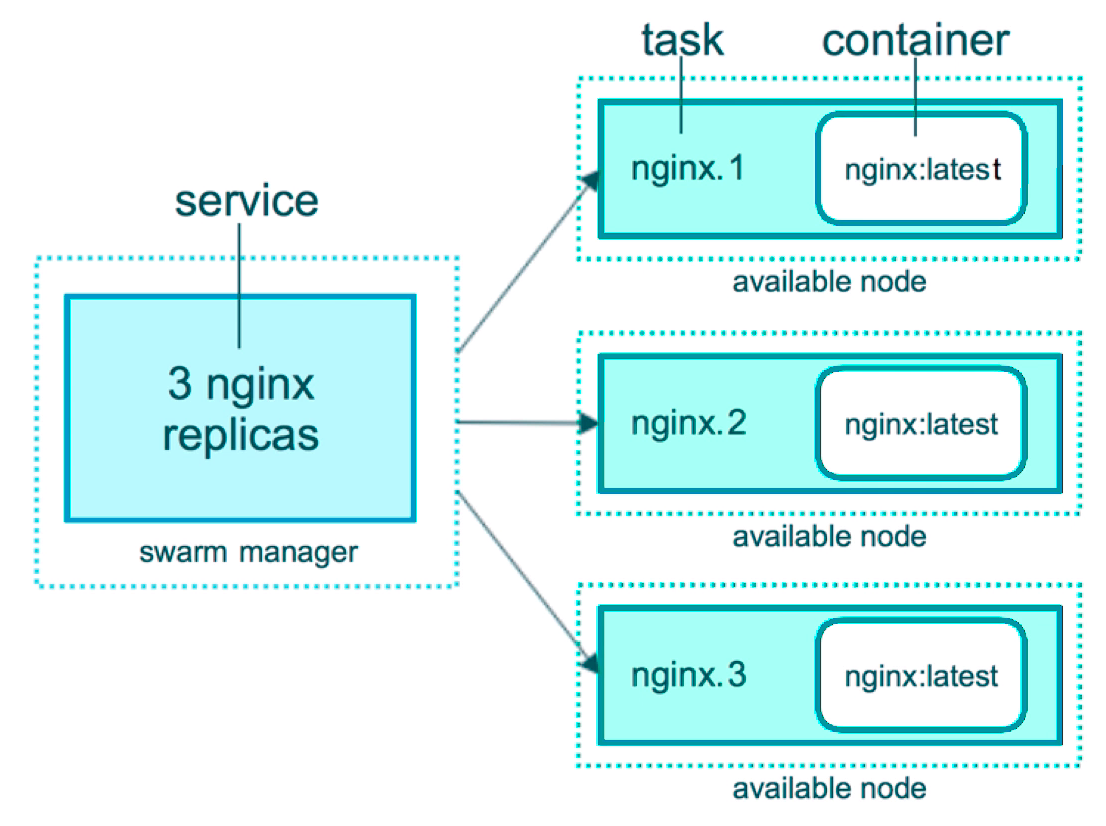 service
3 nginx
replicas
swarm manager
task
container
nginx.1
nginx:latest
available node
nginx.2
nginx:latest
available node
nginx.3
nginx:latest
available node